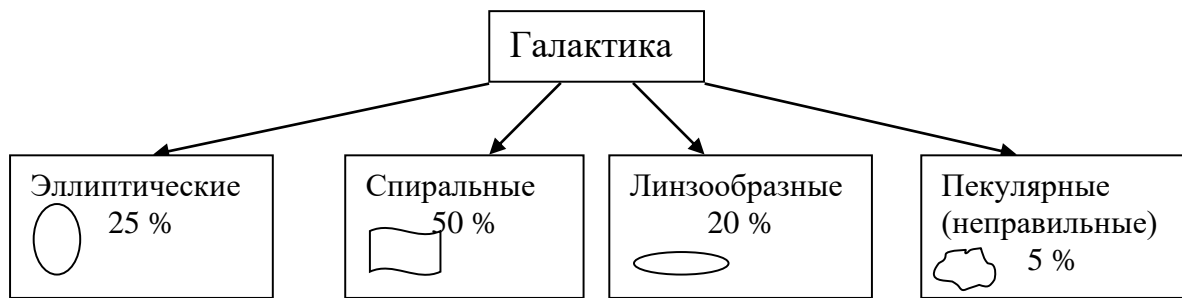 Галактика
Эллиптические
25 %
Спиральные
50 %
Линзообразные
20 %
Пекулярные
(неправильные)
5 %